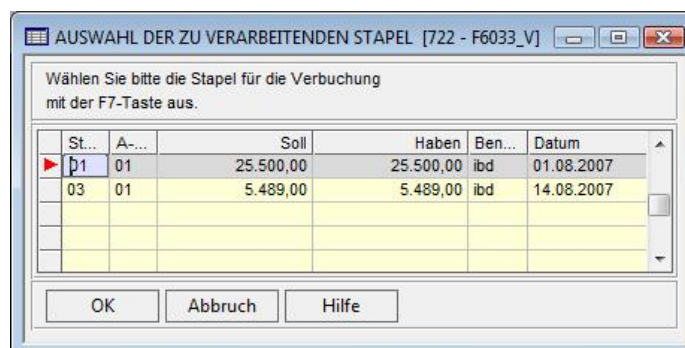 AUSWAHL DER ZU VERARBEITENDEN STAPEL [722 - F6033_V]
Wählen Sie bitte die Stapel für die Verbuchung
mit der F7-Taste aus.
St... A-... Soll Haben Ben... Datum
01 01 25.500,00 25.500,00 ibd 01.08.2007
03 01 5.489,00 5.489,00 ibd 14.08.2007
OK Abbruch Hilfe